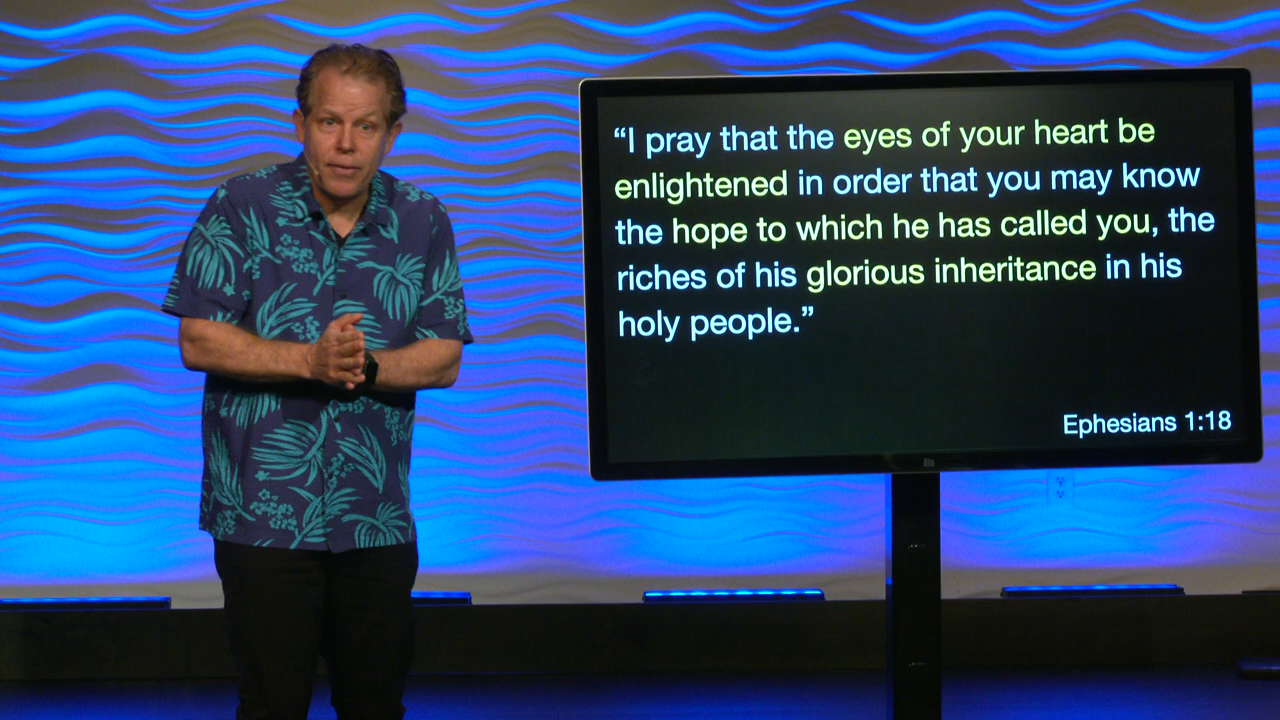 “I pray that the eyes of your heart be
enlightened in order that you may know
the hope to which he has called you, the
riches of his glorious inheritance in his
holy people.”
Ephesians 1:18
elo